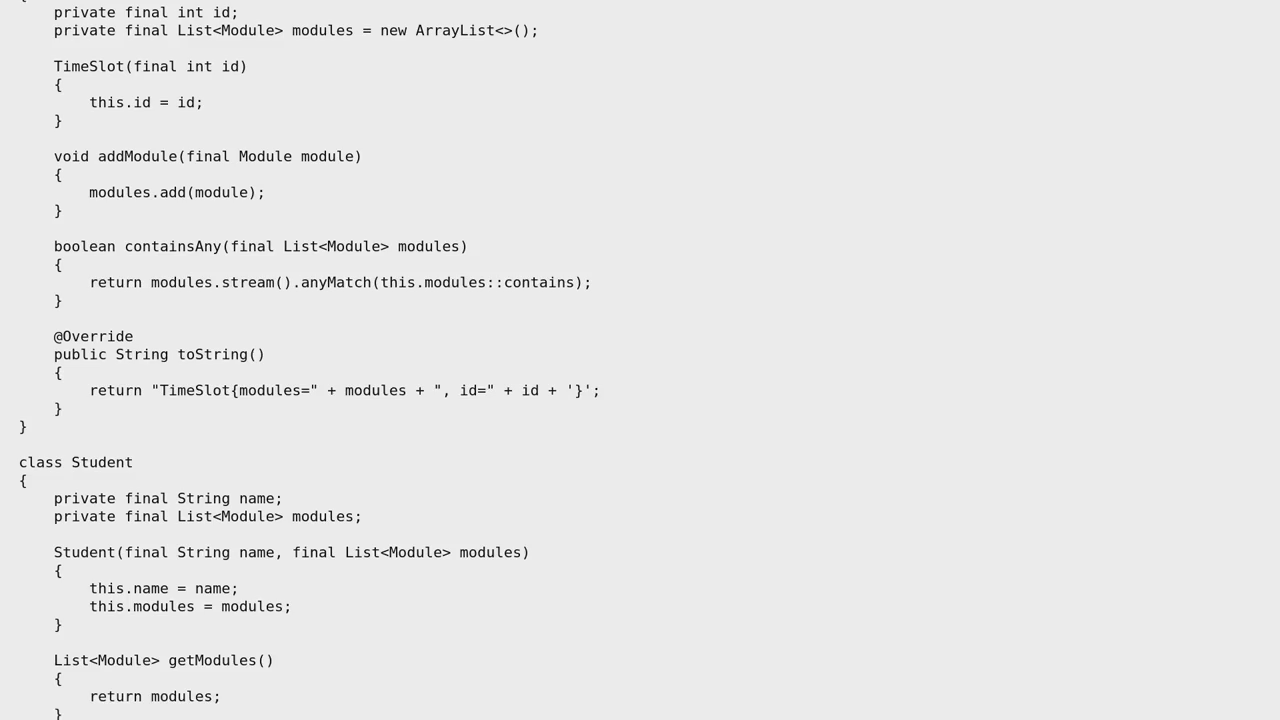 {
    private final int id;
    private final List<Module> modules = new ArrayList<>();

    TimeSlot(final int id)
    {
        this.id = id;
    }

    void addModule(final Module module)
    {
        modules.add(module);
    }

    boolean containsAny(final List<Module> modules)
    {
        return modules.stream().anyMatch(this.modules::contains);
    }

    @Override
    public String toString()
    {
        return "TimeSlot{modules=" + modules + ", id=" + id + '}';
    }
}

class Student
{
    private final String name;
    private final List<Module> modules;

    Student(final String name, final List<Module> modules)
    {
        this.name = name;
        this.modules = modules;
    }

    List<Module> getModules()
    {
        return modules;
    }